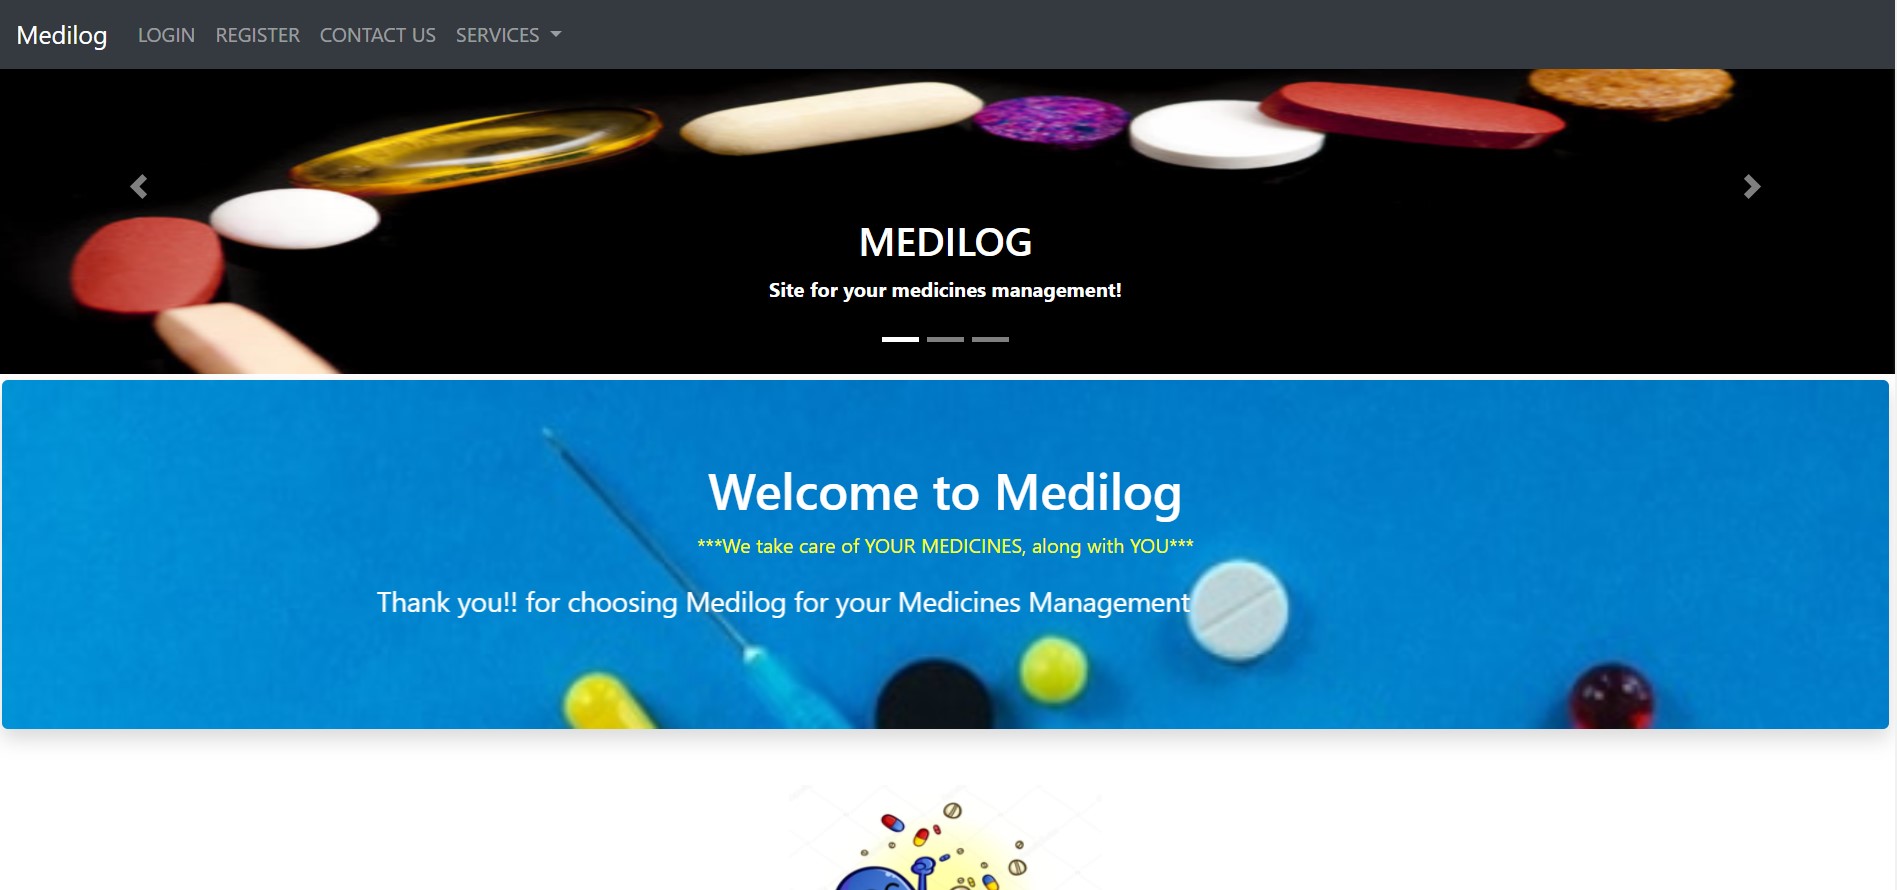 Medilog LOGIN REGISTER CONTACT US SERVICES
MEDILOG
Site for your medicines management!
Welcome to Medilog
***We take care of YOUR MEDICINES, along with YOU***
Thank you!! for choosing Medilog for your Medicines Management